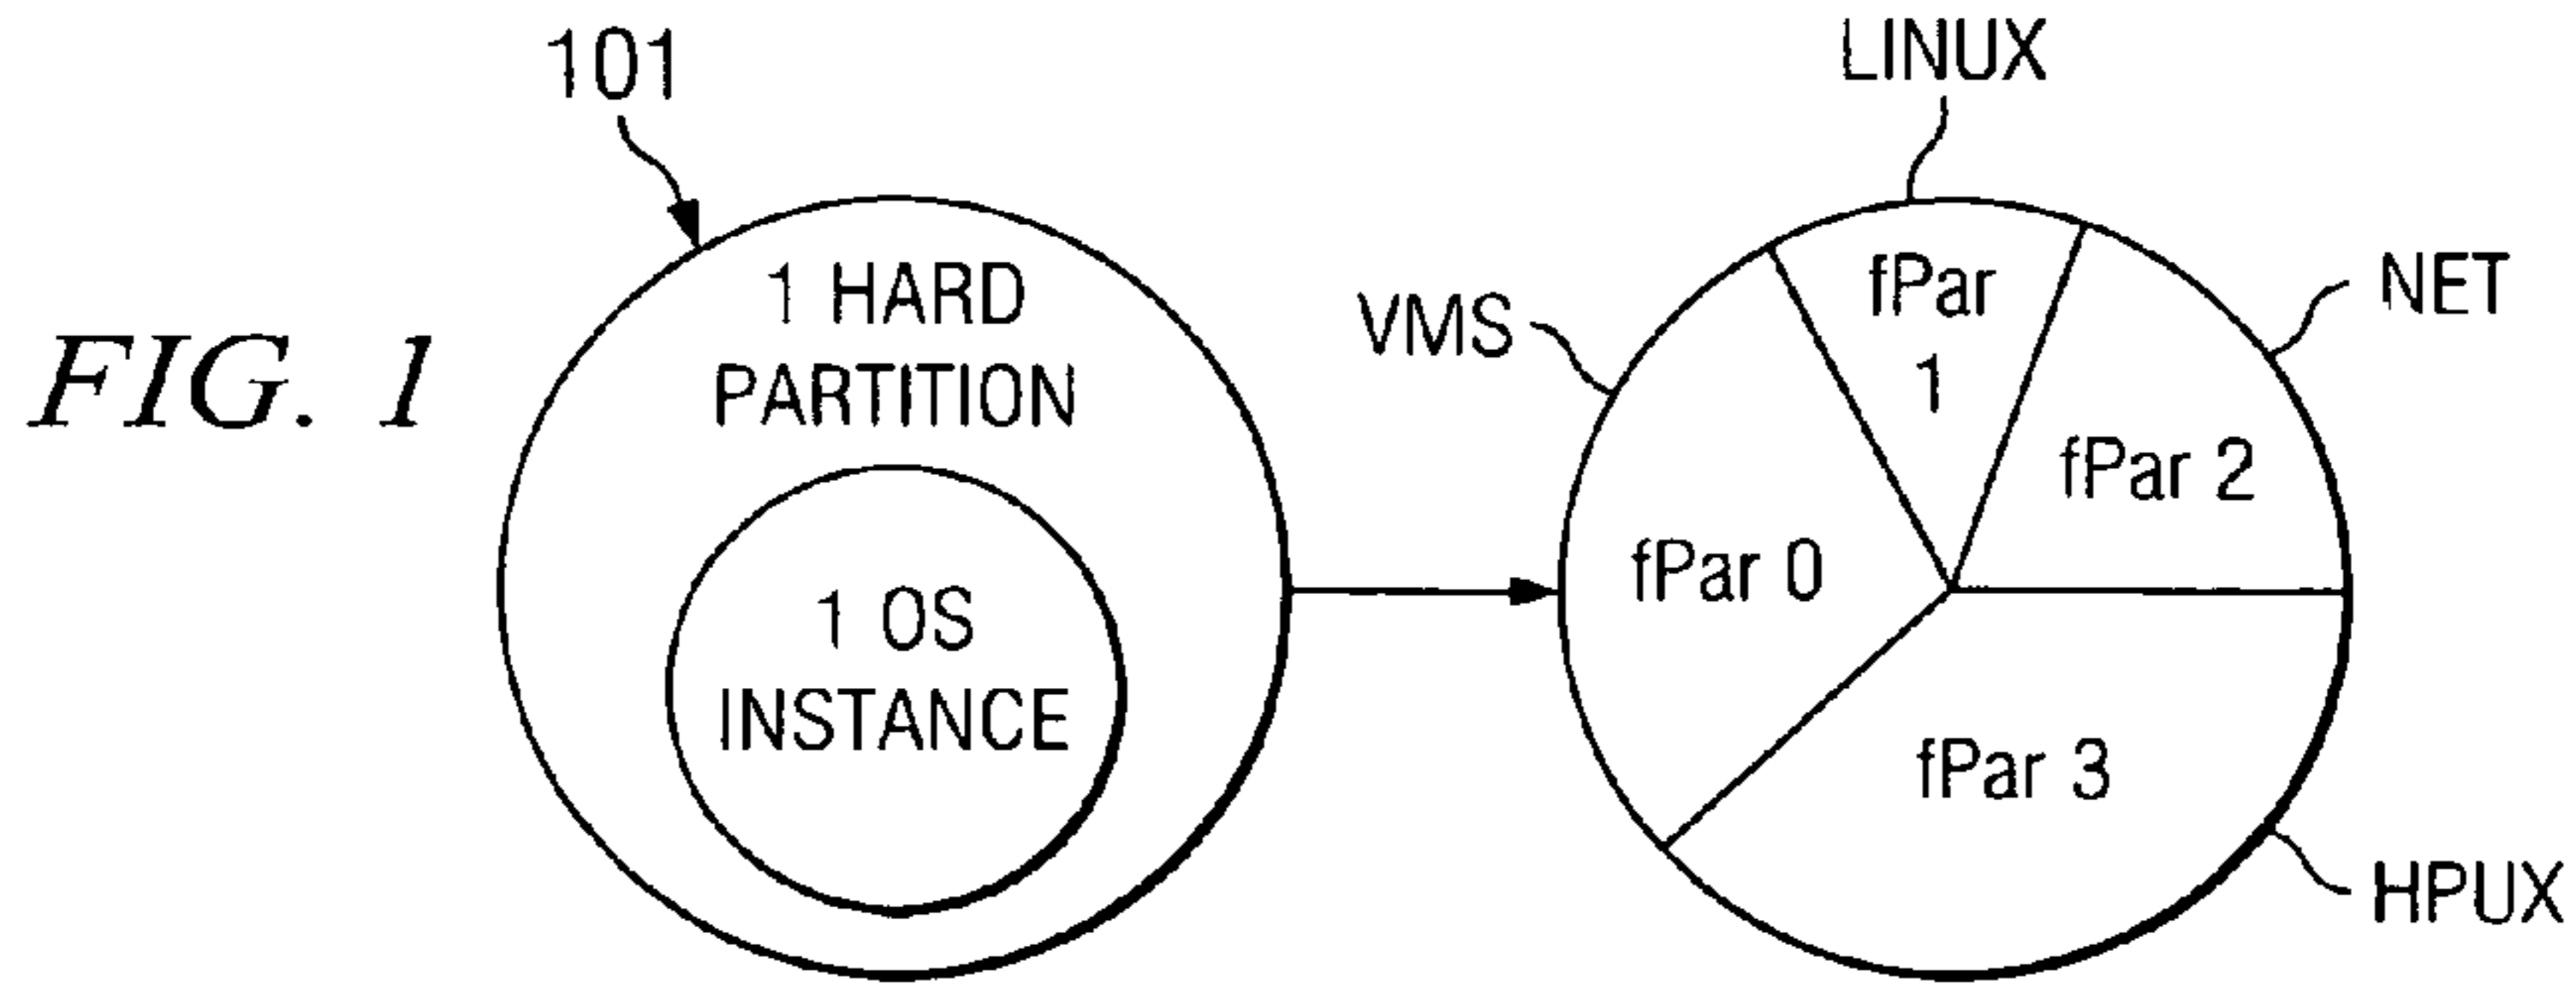 FIG. 1
101
1 HARD
PARTITION
1 OS
INSTANCE
LINUX
VMS
NET
HPUX
fPar 0
fPar
1
fPar 2
fPar 3